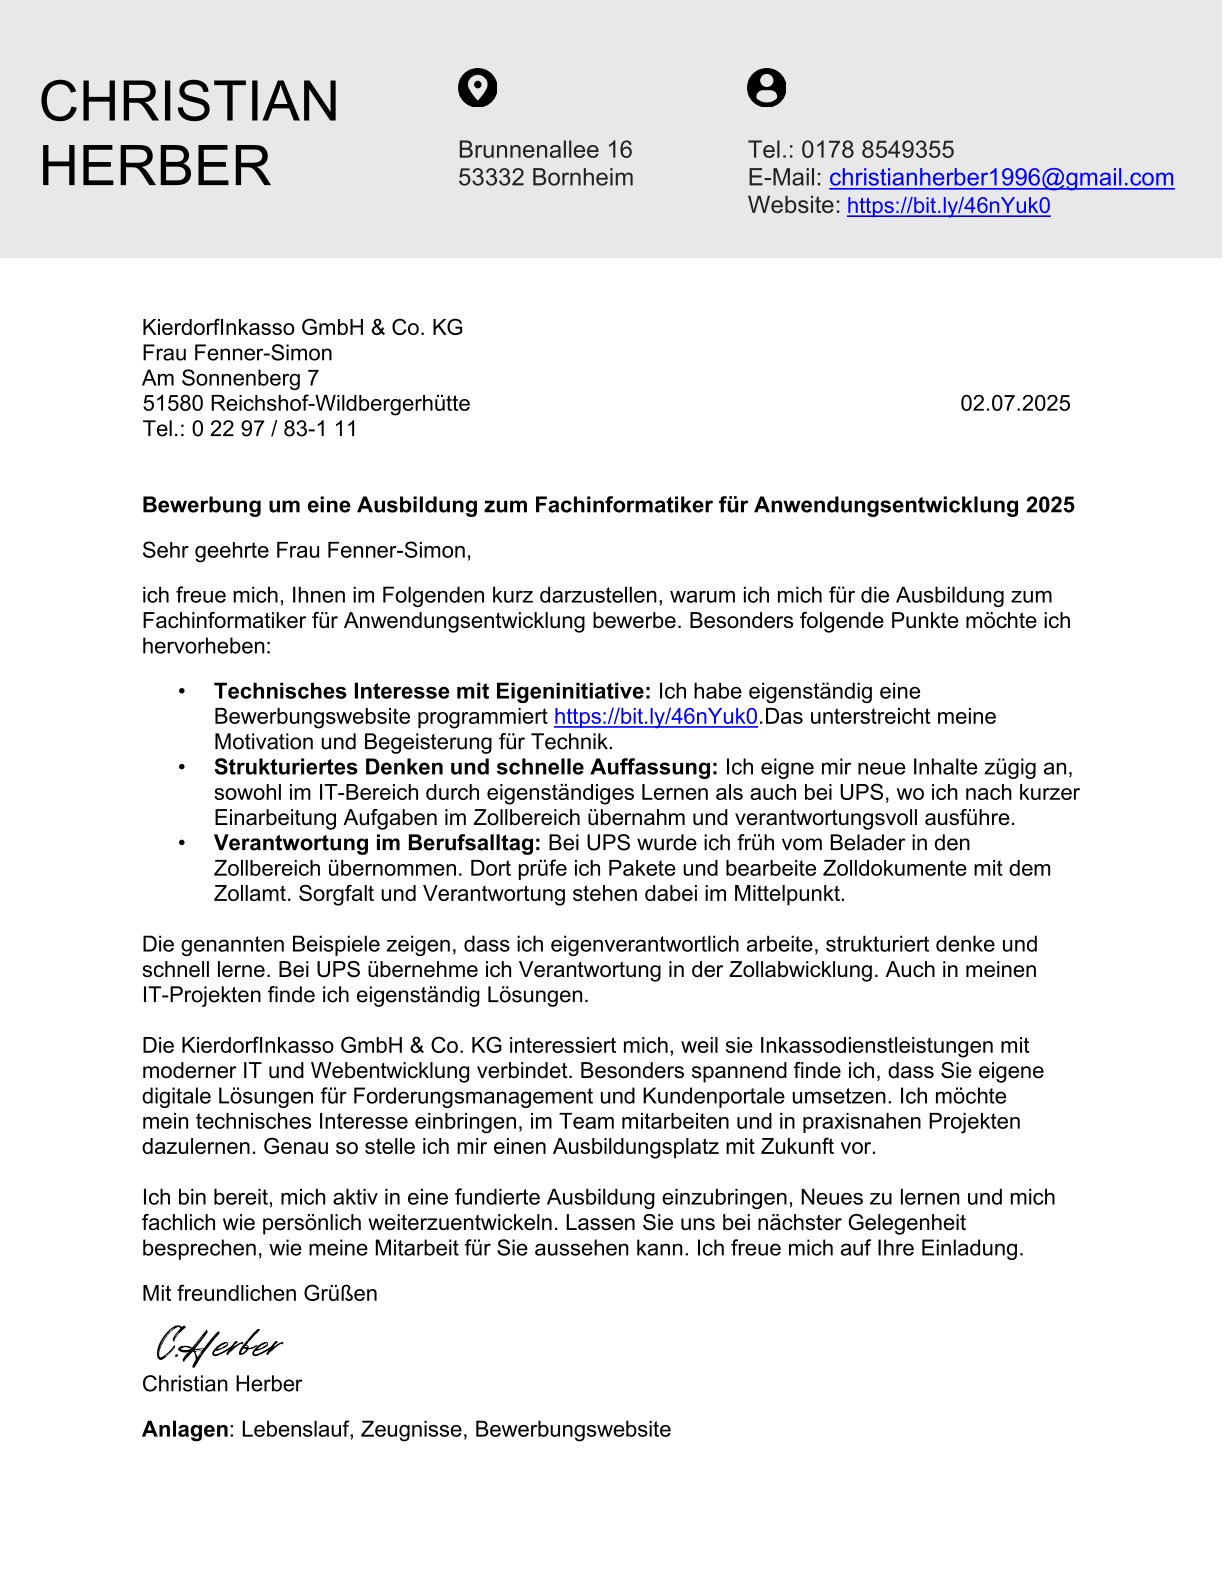 CHRISTIAN
HERBER
Brunnenallee 16
53332 Bornheim
Tel.: 0178 8549355
E-Mail: christianherber1996@gmail.com
Website: https://bit.ly/46nYuk0
KierdorfInkasso GmbH & Co. KG
Frau Fenner-Simon
Am Sonnenberg 7
51580 Reichshof-Wildbergerhütte 02.07.2025
Tel.: 0 22 97 / 83-1 11
Bewerbung um eine Ausbildung zum Fachinformatiker für Anwendungsentwicklung 2025
Sehr geehrte Frau Fenner-Simon,
ich freue mich, Ihnen im Folgenden kurz darzustellen, warum ich mich für die Ausbildung zum
Fachinformatiker für Anwendungsentwicklung bewerbe. Besonders folgende Punkte möchte ich
hervorheben:
• Technisches Interesse mit Eigeninitiative: Ich habe eigenständig eine
Bewerbungswebsite programmiert https://bit.ly/46nYuk0.Das unterstreicht meine
Motivation und Begeisterung für Technik.
• Strukturiertes Denken und schnelle Auffassung: Ich eigne mir neue Inhalte zügig an,
sowohl im IT-Bereich durch eigenständiges Lernen als auch bei UPS, wo ich nach kurzer
Einarbeitung Aufgaben im Zollbereich übernahm und verantwortungsvoll ausführe.
• Verantwortung im Berufsalltag: Bei UPS wurde ich früh vom Belader in den
Zollbereich übernommen. Dort prüfe ich Pakete und bearbeite Zolldokumente mit dem
Zollamt. Sorgfalt und Verantwortung stehen dabei im Mittelpunkt.
Die genannten Beispiele zeigen, dass ich eigenverantwortlich arbeite, strukturiert denke und
schnell lerne. Bei UPS übernehme ich Verantwortung in der Zollabwicklung. Auch in meinen
IT-Projekten finde ich eigenständig Lösungen.
Die KierdorfInkasso GmbH & Co. KG interessiert mich, weil sie Inkassodienstleistungen mit
moderner IT und Webentwicklung verbindet. Besonders spannend finde ich, dass Sie eigene
digitale Lösungen für Forderungsmanagement und Kundenportale umsetzen. Ich möchte
mein technisches Interesse einbringen, im Team mitarbeiten und in praxisnahen Projekten
dazulernen. Genau so stelle ich mir einen Ausbildungsplatz mit Zukunft vor.
Ich bin bereit, mich aktiv in eine fundierte Ausbildung einzubringen, Neues zu lernen und mich
fachlich wie persönlich weiterzuentwickeln. Lassen Sie uns bei nächster Gelegenheit
besprechen, wie meine Mitarbeit für Sie aussehen kann. Ich freue mich auf Ihre Einladung.
Mit freundlichen Grüßen
C.Herber
Christian Herber
Anlagen: Lebenslauf, Zeugnisse, Bewerbungswebsite